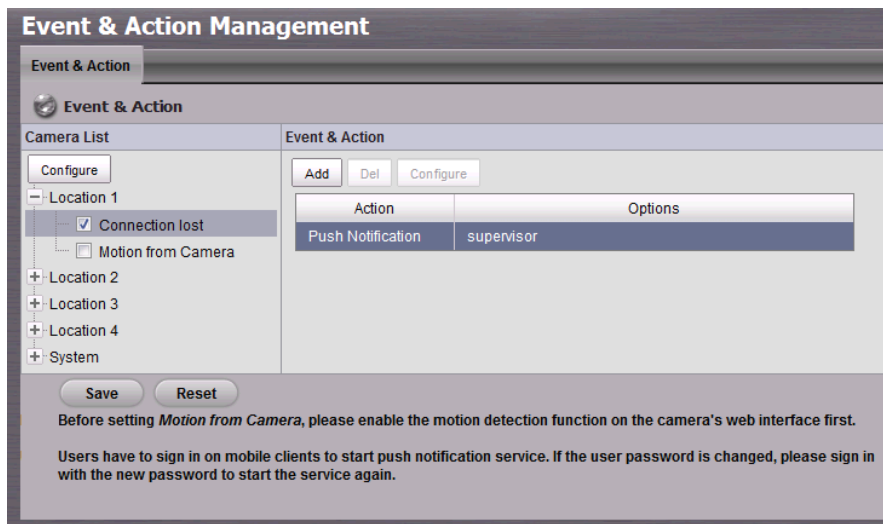 Event & Action Management
Event & Action
Event & Action
Camera List
Event & Action
Configure
Add Del Configure
Location 1
Connection lost
Motion from Camera
Location 2
Location 3
Location 4
System
Action Options
Push Notification supervisor
Save Reset
Before setting Motion from Camera, please enable the motion detection function on the camera's web interface first.
Users have to sign in on mobile clients to start push notification service. If the user password is changed, please sign in
with the new password to start the service again.